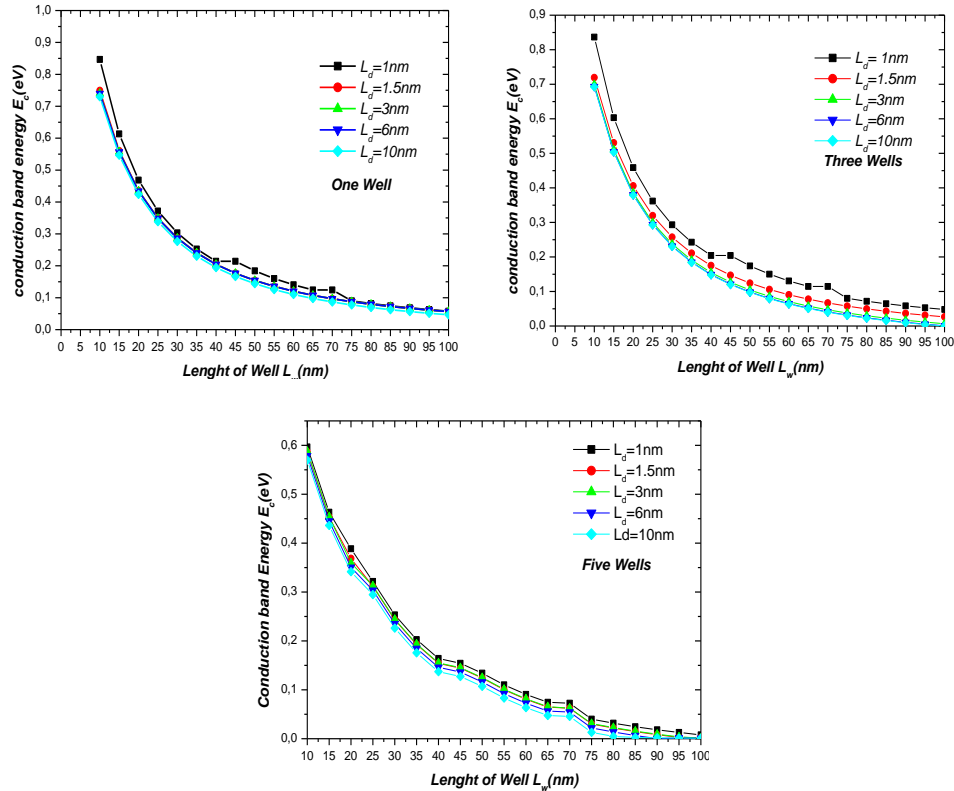 1,0
0,9
0,8
0,7
0,6
0,5
0,4
0,3
0,2
0,1
0,0
conduction band energy E_c(eV)
L_d=1nm
L_d=1.5nm
L_d=3nm
L_d=6nm
L_d=10nm
One Well
0 5 10 15 20 25 30 35 40 45 50 55 60 65 70 75 80 85 90 95 100
Lenght of Well L...(nm)
0,9
0,8
0,7
0,6
0,5
0,4
0,3
0,2
0,1
0,0
conduction band energy E_c(eV)
L_d= 1nm
L_d=1.5nm
L_d=3nm
L_d=6nm
L_d=10nm
Three Wells
0 5 10 15 20 25 30 35 40 45 50 55 60 65 70 75 80 85 90 95 100
Lenght of Well L_w(nm)
0,6
0,5
0,4
0,3
0,2
0,1
0,0
Conduction band Energy E_c(eV)
L_d=1nm
L_d=1.5nm
L_d=3nm
L_d=6nm
Ld=10nm
Five Wells
10 15 20 25 30 35 40 45 50 55 60 65 70 75 80 85 90 95 100
Lenght of Well L_w(nm)